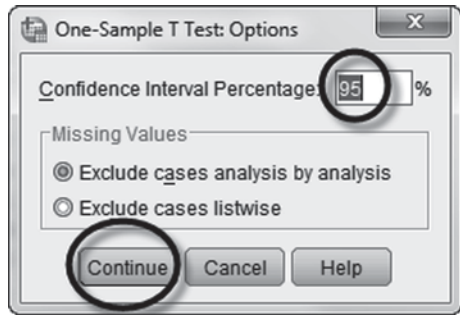 One-Sample T Test: Options
Confidence Interval Percentage: 95 %
Missing Values
Exclude cases analysis by analysis
Exclude cases listwise
Continue Cancel Help